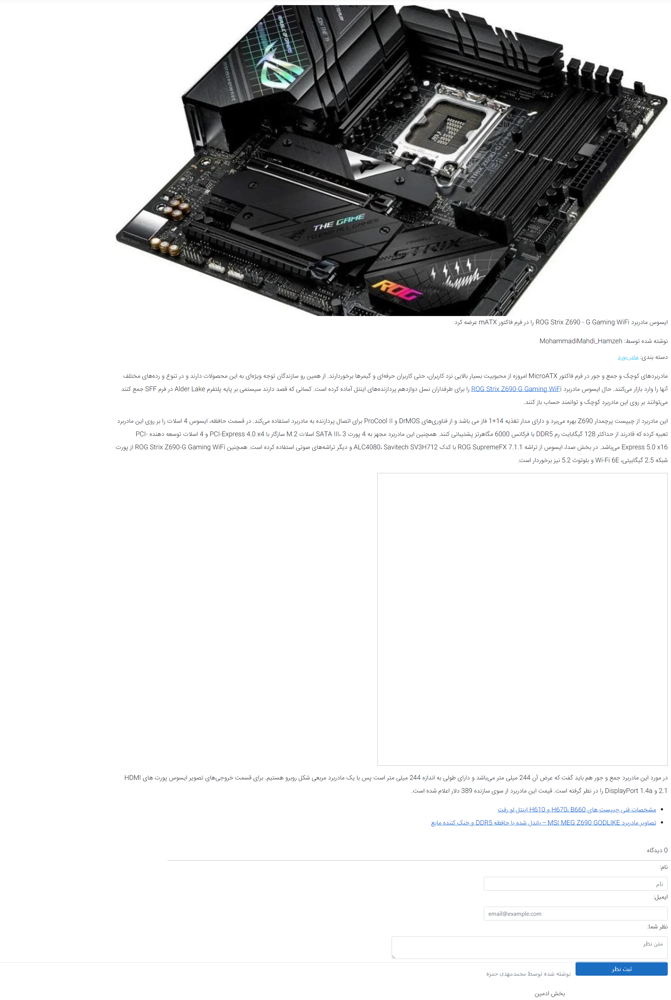 REPUBLIC OF GAMERS
JOIN THE >>
TO PLAY
STRIX Z690-G GAMING
THE GAME
TO END ALL GAMES
STRIX
ROG
ایسوس مادربرد ROG Strix Z690 - G Gaming WiFi را در فرم فاکتور mATX عرضه کرد
نوشته شده توسط: MohammadiMahdi_Hamzeh
دسته بندی: مادر بورد
مادربردهای کوچک و جمع و جور در فرم فاکتور MicroATX امروزه از محبوبیت بسیار بالایی نزد کاربران، حتی کاربران حرفه‌ای و گیمرها برخوردارند. از همین رو سازندگان توجه ویژه‌ای به این محصولات دارند و در تنوع و رده‌های مختلف
آنها را وارد بازار می‌کنند. حال ایسوس مادربرد ROG Strix Z690-G Gaming WiFi را برای طرفداران نسل دوازدهم پردازنده‌های اینتل آماده کرده است. کسانی که قصد دارند سیستمی بر پایه پلتفرم Alder Lake در فرم SFF جمع کنند
می‌توانند بر روی این مادربرد کوچک و توانمند حساب باز کنند.
این مادربرد از چیپست پرچمدار Z690 بهره می‌برد و دارای مدار تغذیه 14+1 فاز می باشد و از فناوری‌های DrMOS و ProCool II برای اتصال پردازنده به مادربرد استفاده می‌کند. در قسمت حافظه، ایسوس 4 اسلات را بر روی این مادربرد
تعبیه کرده که قادرند از حداکثر 128 گیگابایت رم DDR5 با فرکانس 6000 مگاهرتز پشتیبانی کنند. همچنین این مادربرد مجهز به 4 پورت SATA III، 3 اسلات M.2 سازگار با PCI-Express 4.0 x4 و 4 اسلات توسعه دهنده PCI-
Express 5.0 x16 می‌باشد. در بخش صدا، ایسوس از تراشه ROG SupremeFX 7.1.1 با کدک ALC4080، Savitech SV3H712 و دیگر تراشه‌های صوتی استفاده کرده است. همچنین ROG Strix Z690-G Gaming WiFi از پورت
شبکه 2.5 گیگابیتی، Wi-Fi 6E و بلوتوث 5.2 نیز برخوردار است.
در مورد این مادربرد جمع و جور هم باید گفت که عرض آن 244 میلی متر می‌باشد و دارای طولی به اندازه 244 میلی متر است پس با یک مادربرد مربعی شکل روبرو هستیم. برای قسمت خروجی‌های تصویر ایسوس پورت های HDMI
2.1 و DisplayPort 1.4a را در نظر گرفته است. قیمت این مادربرد از سوی سازنده 389 دلار اعلام شده است.
مشخصات فنی چیپست های H670، B660 و H610 اینتل لو رفت
تصاویر مادربرد MSI MEG Z690 GODLIKE – باندل شده با حافظه DDR5 و خنک کننده مایع
0 دیدگاه
نام:
نام
ایمیل:
email@example.com
نظر شما:
متن نظر
ثبت نظر
نوشته شده توسط محمدمهدی حمزه
بخش ادمین